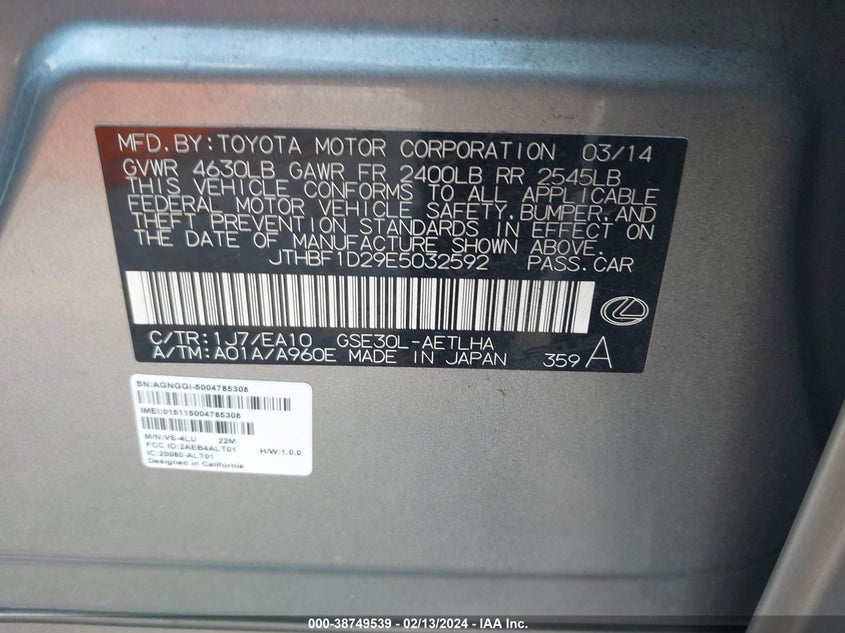 MFD.BY:TOYOTA MOTOR CORPORATION 03/14
GVWR 4630LB GAWR FR 2400LB RR 2545LB
THIS VEHICLE CONFORMS TO ALL APPLICABLE
FEDERAL MOTOR VEHICLE SAFETY,BUMPER,AND
THEFT PREVENTION STANDARDS IN EFFECT ON
THE DATE OF MANUFACTURE SHOWN ABOVE.
JTHBF1D29E5032592 PASS.CAR
C/TR:1J7/EA10 GSE30L-AETLHA
A/TM:A01A/A960E MADE IN JAPAN 359 A
SN:AGNGGI-5004785308
IMEI:015115004785308
M/N:VS-4LU 22M
FCC ID:2AEB4ALT01
IC:20080-ALT01 H/W:1.0.0
Designed in California
000-38749539 - 02/13/2024 - IAA Inc.